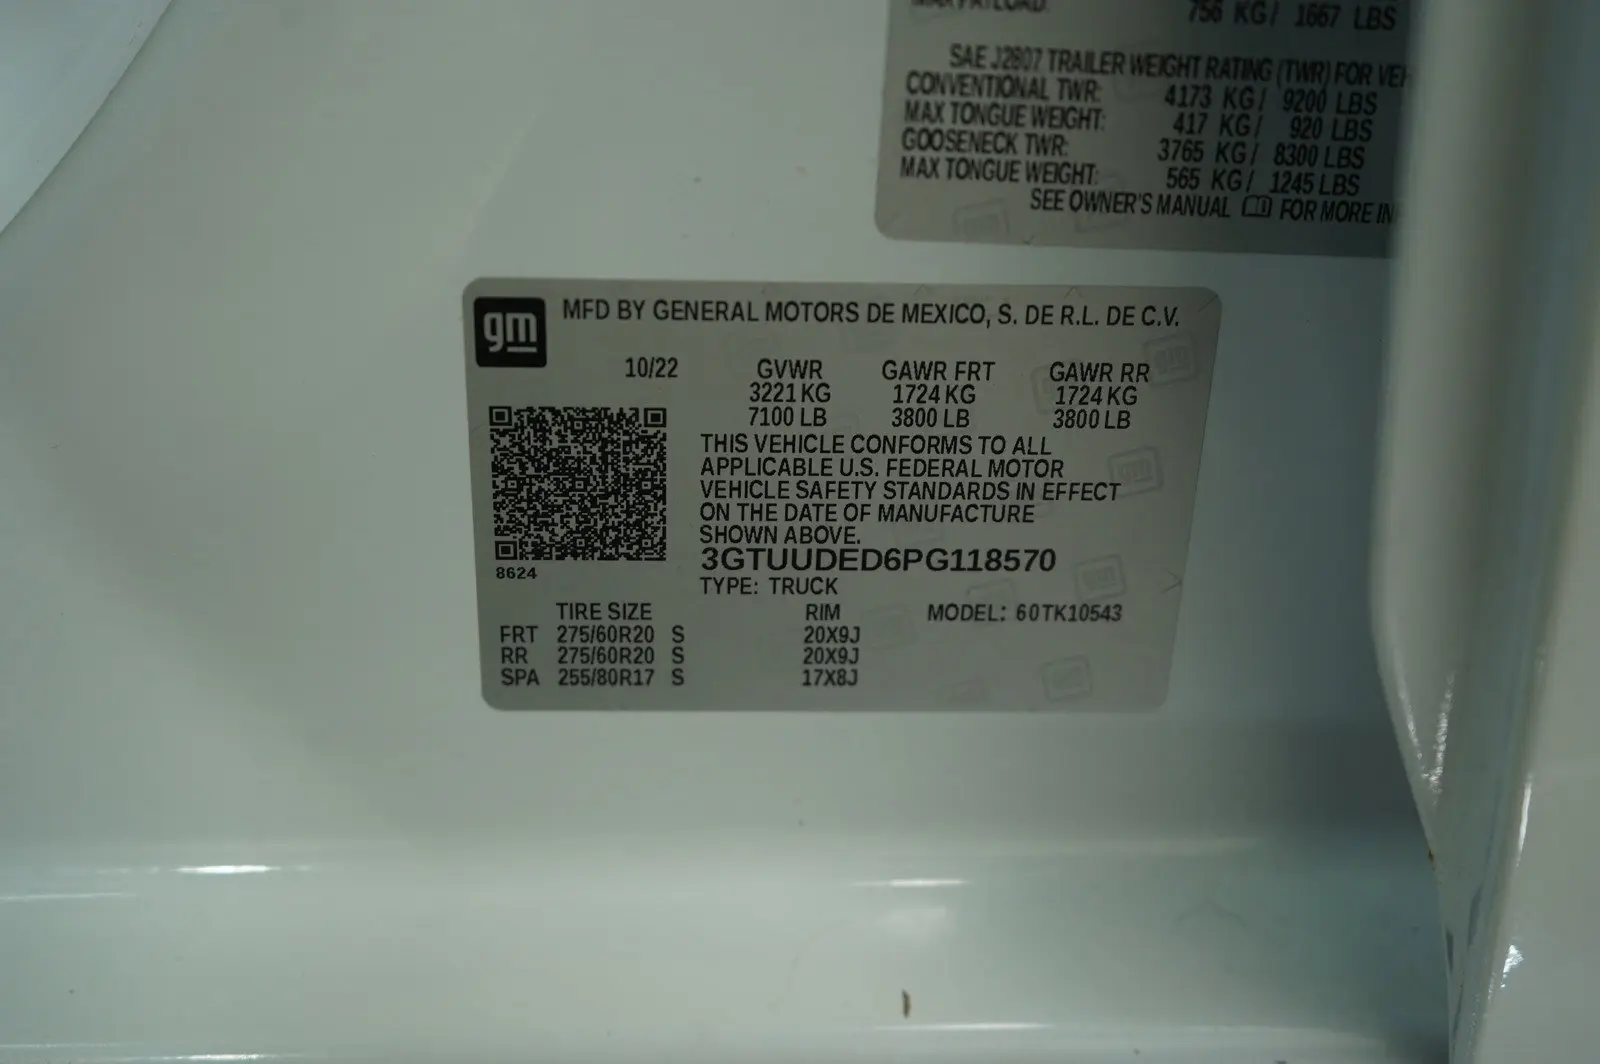 MAX PAYLOAD: 756 KG/ 1667 LBS
SAE J2807 TRAILER WEIGHT RATING (TWR) FOR VEH
CONVENTIONAL TWR: 4173 KG/ 9200 LBS
MAX TONGUE WEIGHT: 417 KG/ 920 LBS
GOOSENECK TWR: 3765 KG/ 8300 LBS
MAX TONGUE WEIGHT: 565 KG/ 1245 LBS
SEE OWNER'S MANUAL FOR MORE IN
gm
MFD BY GENERAL MOTORS DE MEXICO, S. DE R.L. DE C.V.
10/22 GVWR GAWR FRT GAWR RR
3221 KG 1724 KG 1724 KG
7100 LB 3800 LB 3800 LB
THIS VEHICLE CONFORMS TO ALL
APPLICABLE U.S. FEDERAL MOTOR
VEHICLE SAFETY STANDARDS IN EFFECT
ON THE DATE OF MANUFACTURE
SHOWN ABOVE.
3GTUUDED6PG118570
8624
TYPE: TRUCK
TIRE SIZE RIM MODEL: 60TK10543
FRT 275/60R20 S 20X9J
RR 275/60R20 S 20X9J
SPA 255/80R17 S 17X8J